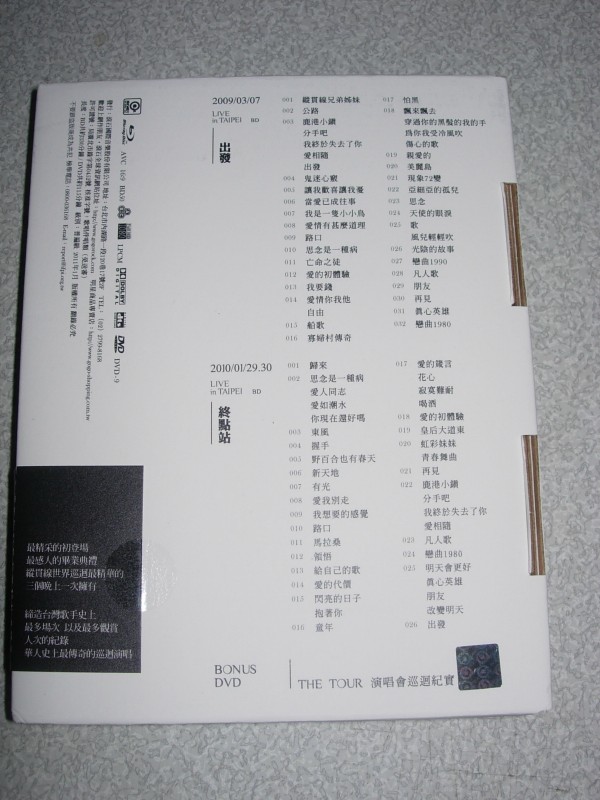 2009/03/07
LIVE
in TAIPEI BD
出發
001 縱貫線兄弟姊妹
002 公路
003 鹿港小鎮
分手吧
我終於失去了你
愛相隨
出發
004 鬼迷心竅
005 讓我歡喜讓我憂
006 當愛已成往事
007 我是一隻小小鳥
008 愛情有甚麼道理
009 路口
010 思念是一種病
011 亡命之徒
012 愛的初體驗
013 我要錢
014 愛情你我他
自由
015 船歌
016 寡婦村傳奇
017 怕黑
018 飄來飄去
穿過你的黑髮的我的手
為你我受冷風吹
傷心的歌
019 親愛的
020 美麗島
021 現象72變
022 亞細亞的孤兒
023 思念
024 天使的眼淚
025 歌
風兒輕輕吹
026 光陰的故事
027 戀曲1990
028 凡人歌
029 朋友
030 再見
031 真心英雄
032 戀曲1980
2010/01/29.30
LIVE
in TAIPEI BD
終點站
001 歸來
002 思念是一種病
愛人同志
愛如潮水
你現在還好嗎
003 東風
004 握手
005 野百合也有春天
006 新天地
007 有光
008 愛我別走
009 我想要的感覺
010 路口
011 馬拉桑
012 領悟
013 給自己的歌
014 愛的代價
015 閃亮的日子
抱著你
016 童年
017 愛的箴言
花心
寂寞難耐
喝酒
018 愛的初體驗
019 皇后大道東
020 虹彩妹妹
青春舞曲
021 再見
022 鹿港小鎮
分手吧
我終於失去了你
愛相隨
023 凡人歌
024 戀曲1980
025 明天會更好
真心英雄
朋友
改變明天
026 出發
BONUS
DVD
THE TOUR 演唱會巡迴紀實
最精采的初登場
最感人的畢業典禮
縱貫線世界巡迴最精華的
三個晚上一次擁有
締造台灣歌手史上
最多場次 以及最多觀賞
人次的紀錄
華人史上最傳奇的巡迴演唱
Blu-ray Disc
AVC 16:9 BD50
LPCM
DOLBY
DIGITAL
dts
DVD
DVD-9